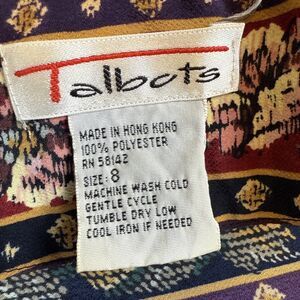 Talbots
MADE IN HONG KONG
100% POLYESTER
RN 58142
SIZE: 8
MACHINE WASH COLD
GENTLE CYCLE
TUMBLE DRY LOW
COOL IRON IF NEEDED